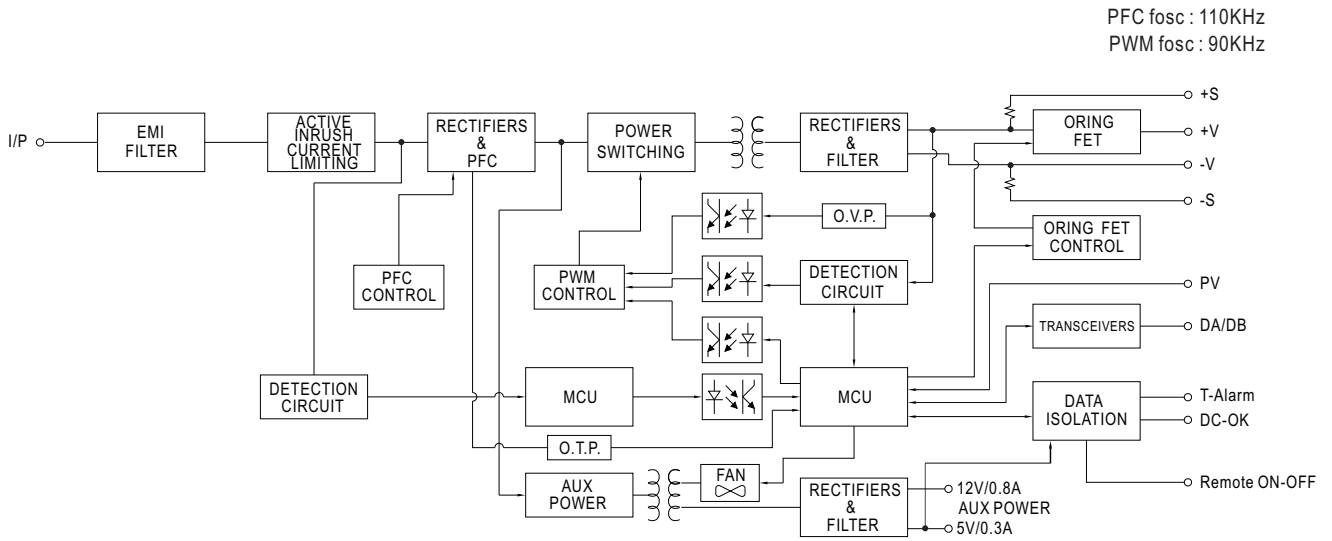 PFC fosc : 110KHz
PWM fosc : 90KHz
I/P
EMI
FILTER
ACTIVE
INRUSH
CURRENT
LIMITING
RECTIFIERS
&
PFC
POWER
SWITCHING
RECTIFIERS
&
FILTER
ORING
FET
+S
+V
-V
-S
O.V.P.
ORING FET
CONTROL
PFC
CONTROL
PWM
CONTROL
DETECTION
CIRCUIT
PV
TRANSCEIVERS
DA/DB
DETECTION
CIRCUIT
MCU
MCU
DATA
ISOLATION
T-Alarm
DC-OK
O.T.P.
Remote ON-OFF
AUX
POWER
FAN
RECTIFIERS
&
FILTER
12V/0.8A
AUX POWER
5V/0.3A